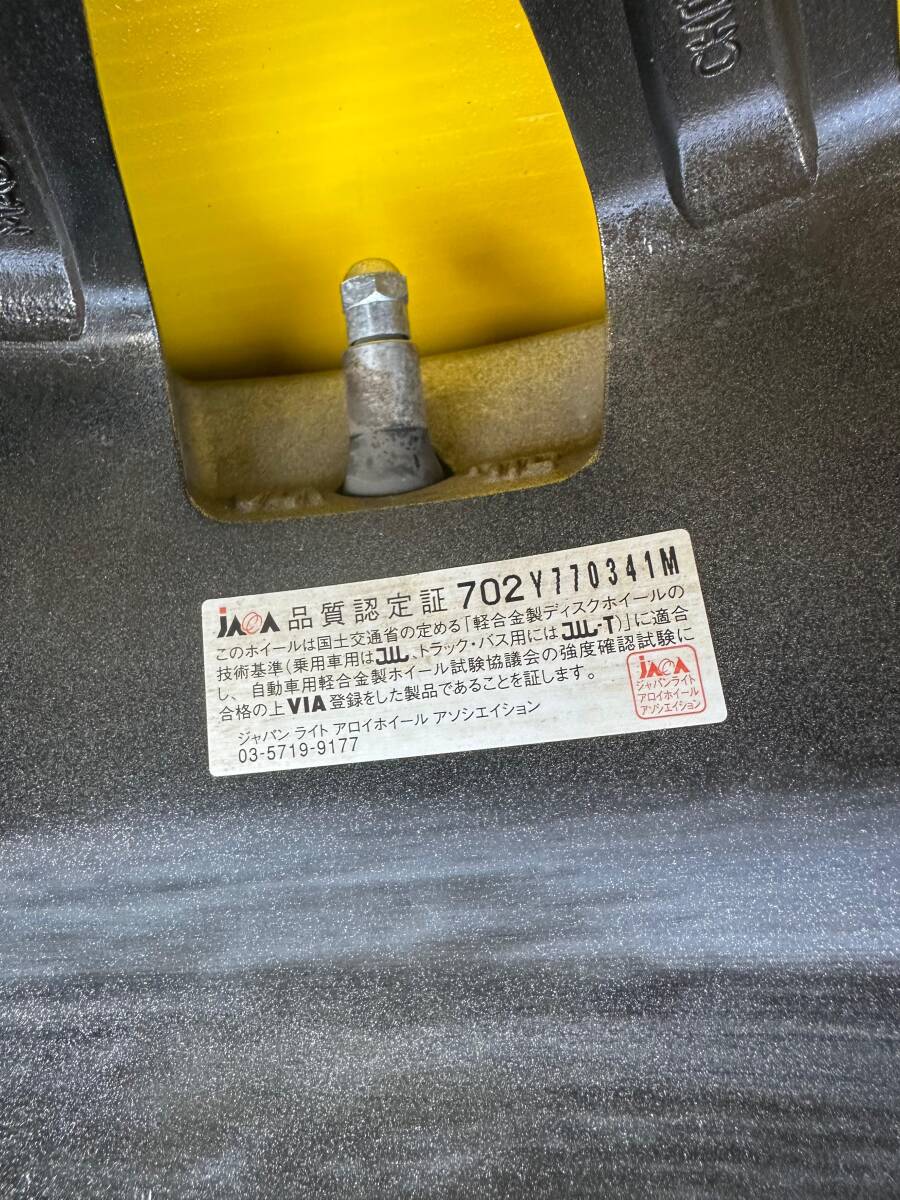 CH
MA
JAWA 品質認定証 702Y770341M
このホイールは国土交通省の定める「軽合金製ディスクホイールの
技術基準(乗用車用はJWL、トラック・バス用にはJWL-T)」に適合
し、自動車用軽合金製ホイール試験協議会の強度確認試験に
合格の上VIA登録をした製品であることを証します。
ジャパン ライト アロイホイール アソシエイション
03-5719-9177
JAWA
ジャパンライト
アロイホイール
アソシエイション